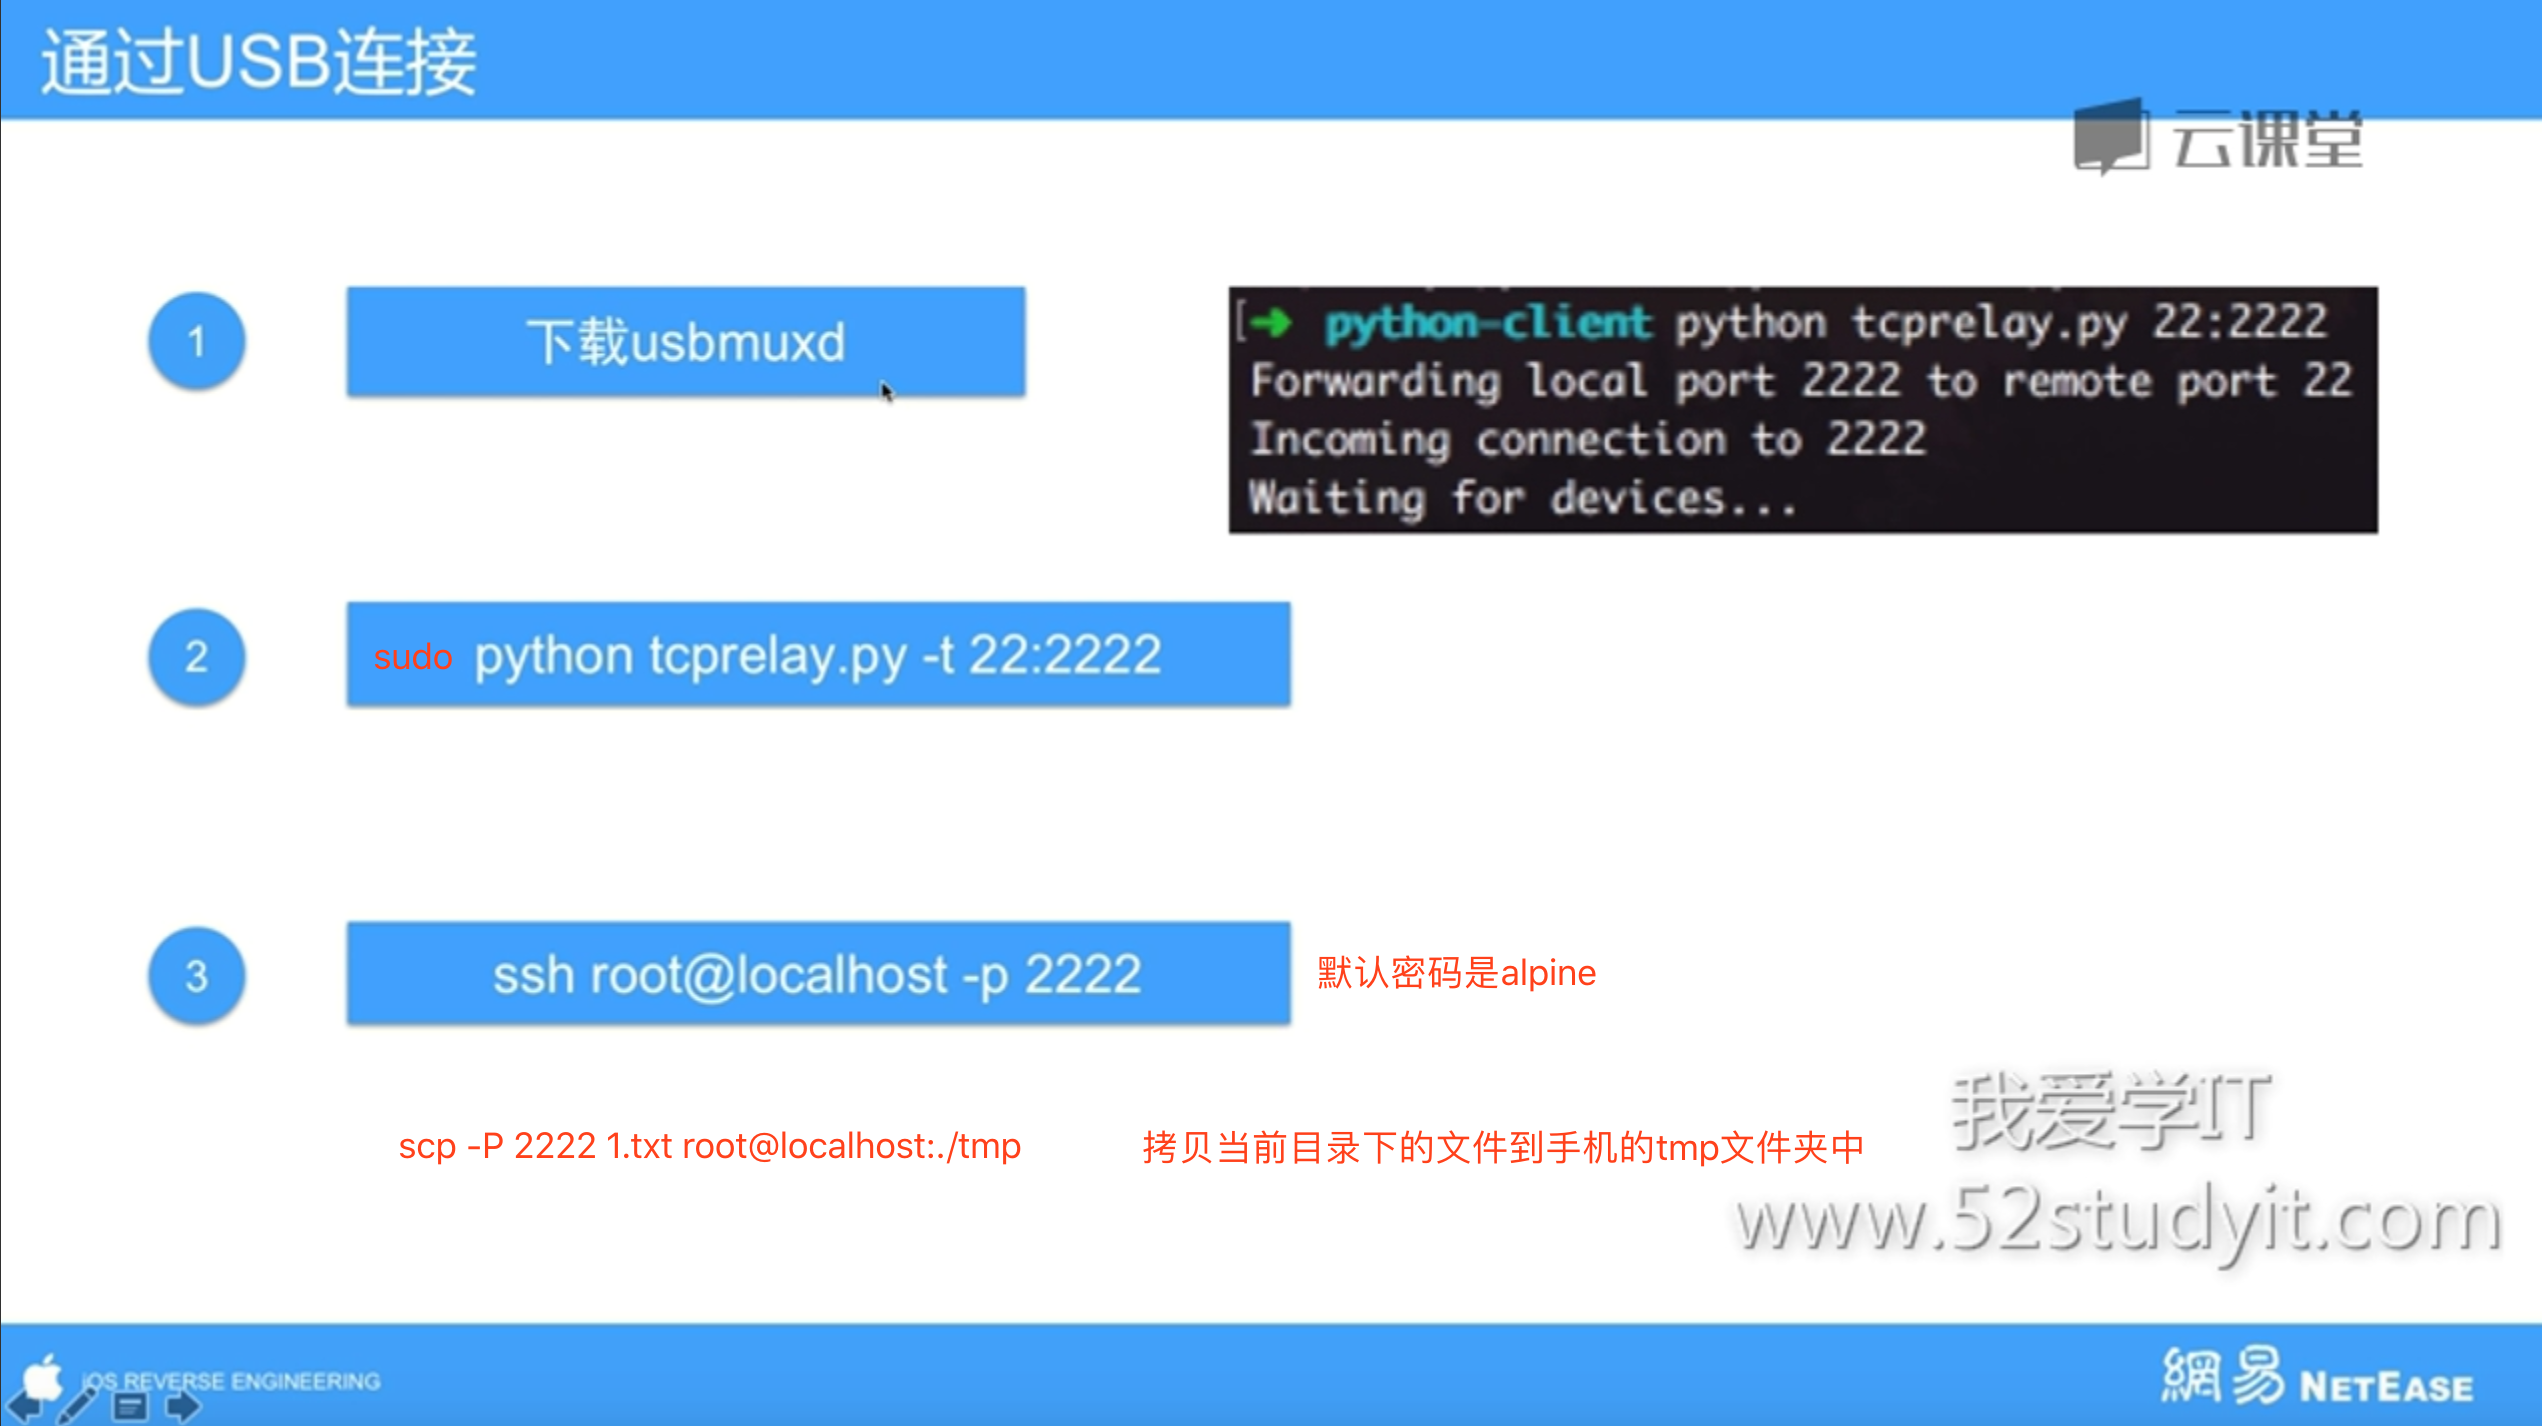 通过USB连接
云课堂
1
下载usbmuxd
[➜ python-client python tcprelay.py 22:2222
Forwarding local port 2222 to remote port 22
Incoming connection to 2222
Waiting for devices...
2
sudo python tcprelay.py -t 22:2222
3
ssh root@localhost -p 2222
默认密码是alpine
scp -P 2222 1.txt root@localhost:./tmp
拷贝当前目录下的文件到手机的tmp文件夹中
我爱学IT
www.52studyit.com
iOS REVERSE ENGINEERING
網易 NETEASE